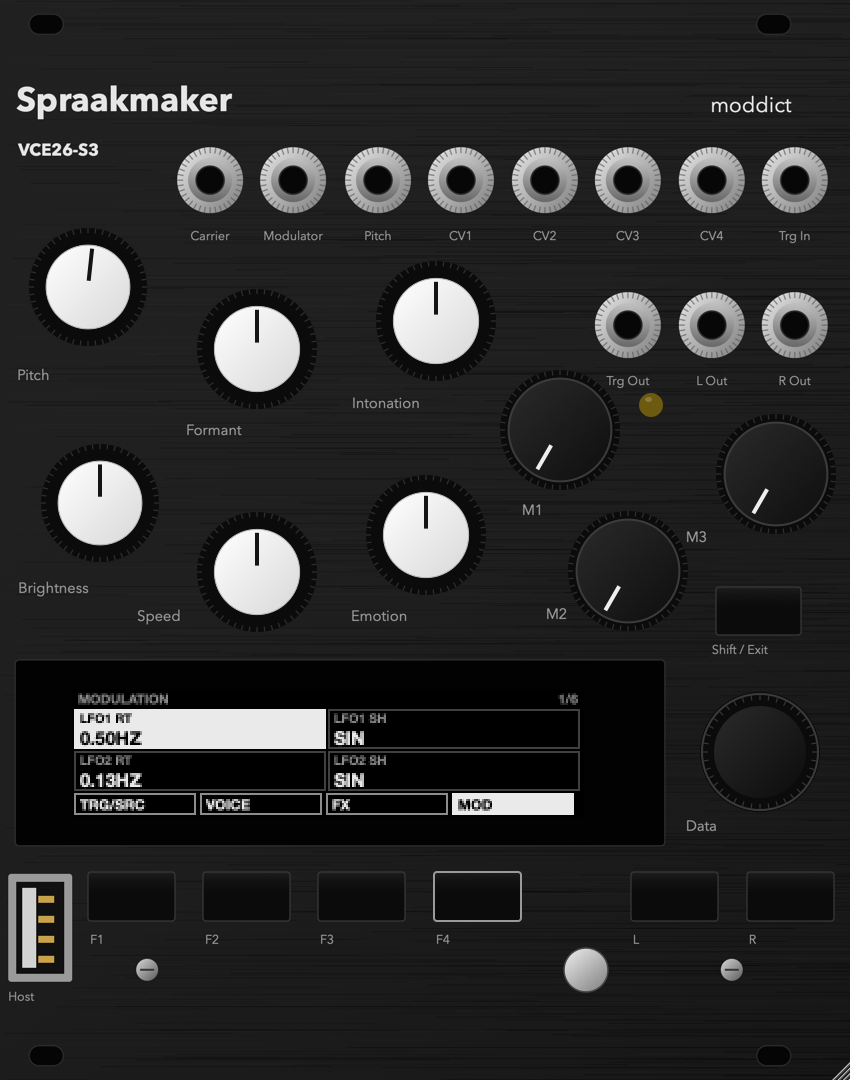 Spraakmaker
moddict
VCE26-S3
Carrier Modulator Pitch CV1 CV2 CV3 CV4 Trg In
Pitch
Formant
Intonation
Trg Out L Out R Out
M1
M3
Brightness
Speed
Emotion
M2
Shift / Exit
MODULATION 1/6
LFO1 RT LFO1 SH
0.50HZ SIN
LFO2 RT LFO2 SH
0.13HZ SIN
TRG/SRC VOICE FX MOD
Data
F1 F2 F3 F4 L R
Host